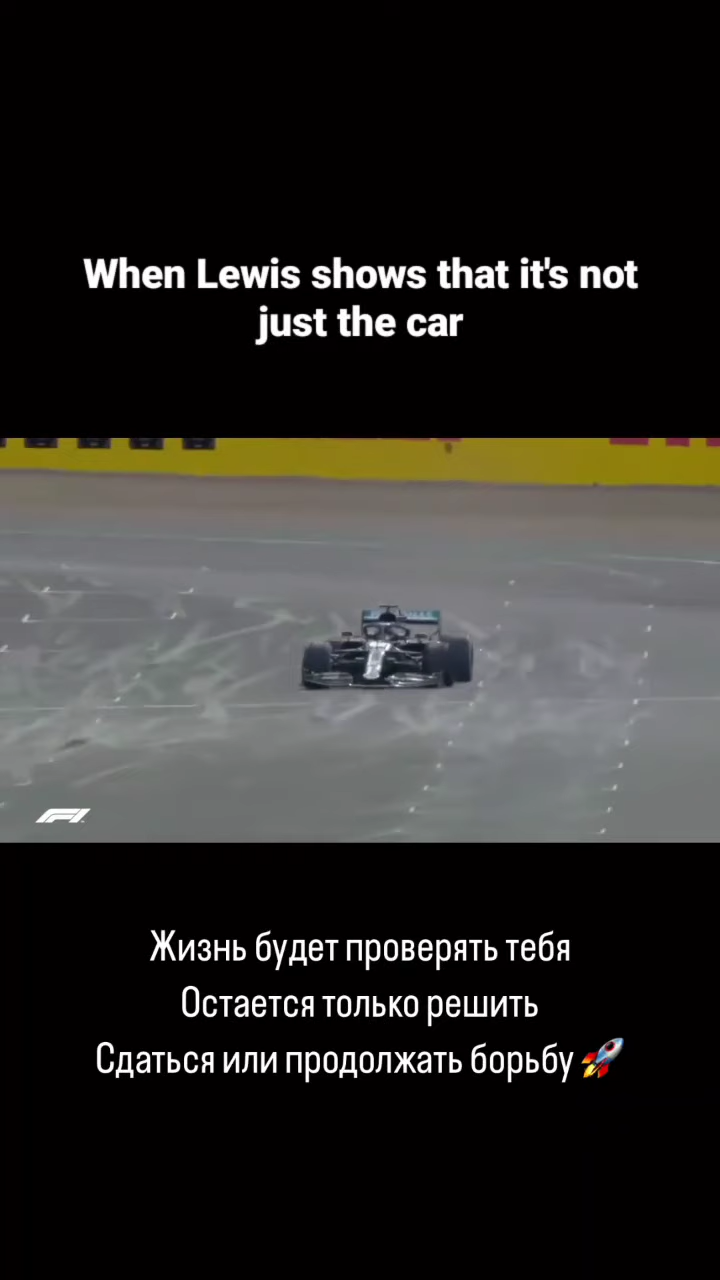 When Lewis shows that it's not
just the car
F1
Жизнь будет проверять тебя
Остается только решить
Сдаться или продолжать борьбу 🚀